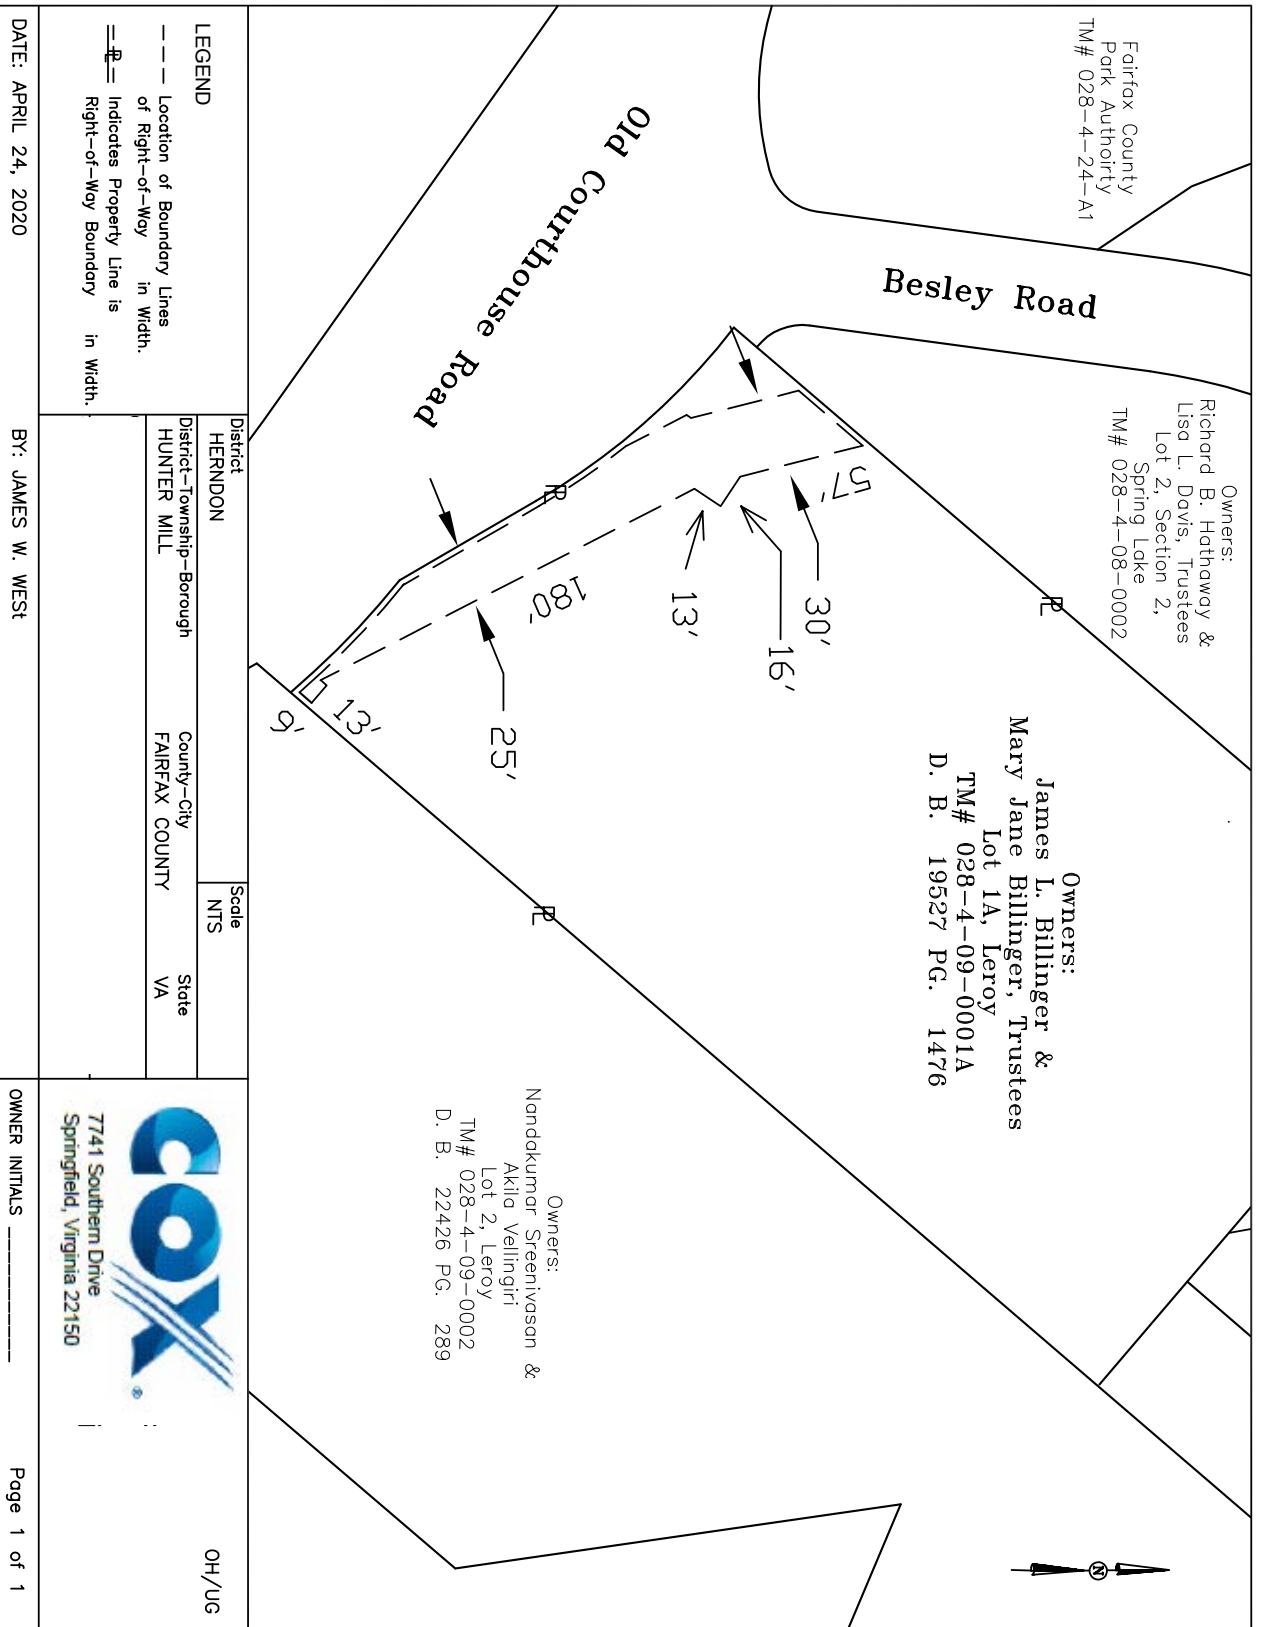 Fairfax County
Park Authoirty
TM# 028-4-24-A1
Besley Road
Old Courthouse Road
Owners:
Richard B. Hathaway &
Lisa L. Davis, Trustees
Lot 2, Section 2,
Spring Lake
TM# 028-4-08-0002
Owners:
James L. Billinger &
Mary Jane Billinger, Trustees
Lot 1A, Leroy
TM# 028-4-09-0001A
D. B. 19527 PG. 1476
57'
30'
16'
13'
180'
25'
13'
9'
PL
PL
PL
Owners:
Nandakumar Sreenivasan &
Akila Vellingiri
Lot 2, Leroy
TM# 028-4-09-0002
D. B. 22426 PG. 289
N
LEGEND
--- Location of Boundary Lines
of Right-of-Way in Width.
PL Indicates Property Line is
Right-of-Way Boundary in Width.
District
HERNDON
Scale
NTS
District-Township-Borough
HUNTER MILL
County-City
FAIRFAX COUNTY
State
VA
OH/UG
COX®
7741 Southern Drive
Springfield, Virginia 22150
DATE: APRIL 24, 2020
BY: JAMES W. WESt
OWNER INITIALS __________
Page 1 of 1